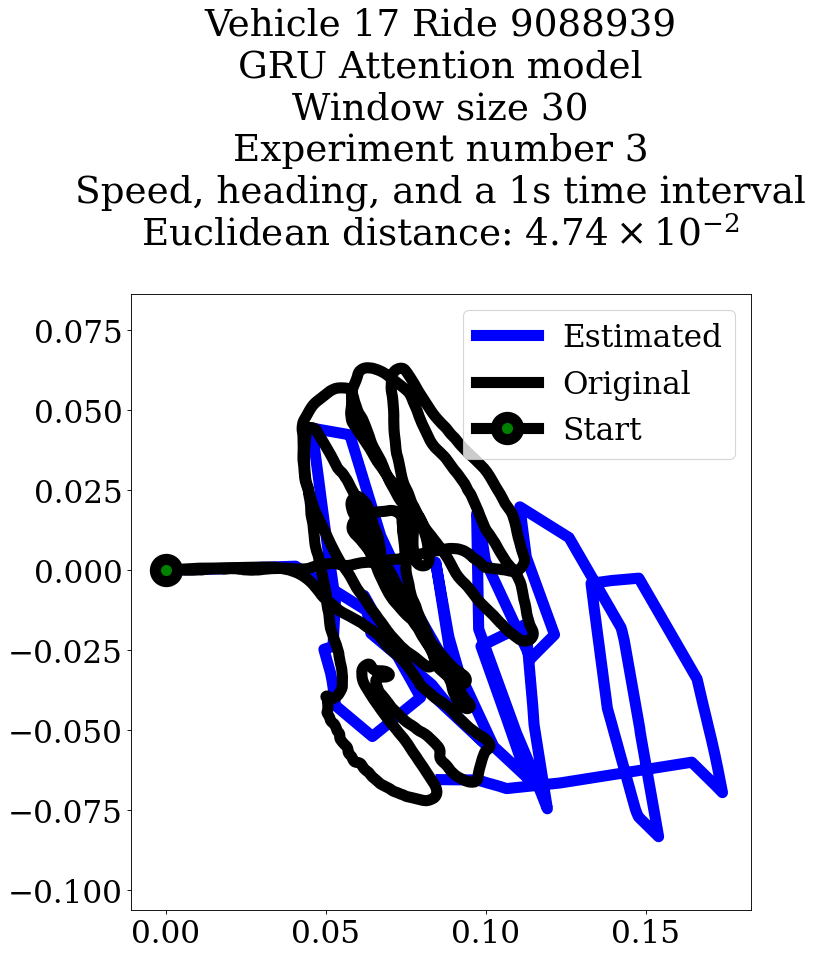 Vehicle 17 Ride 9088939
GRU Attention model
Window size 30
Experiment number 3
Speed, heading, and a 1s time interval
Euclidean distance: 4.74 × 10⁻²
Estimated
Original
Start
0.075
0.050
0.025
0.000
−0.025
−0.050
−0.075
−0.100
0.00 0.05 0.10 0.15